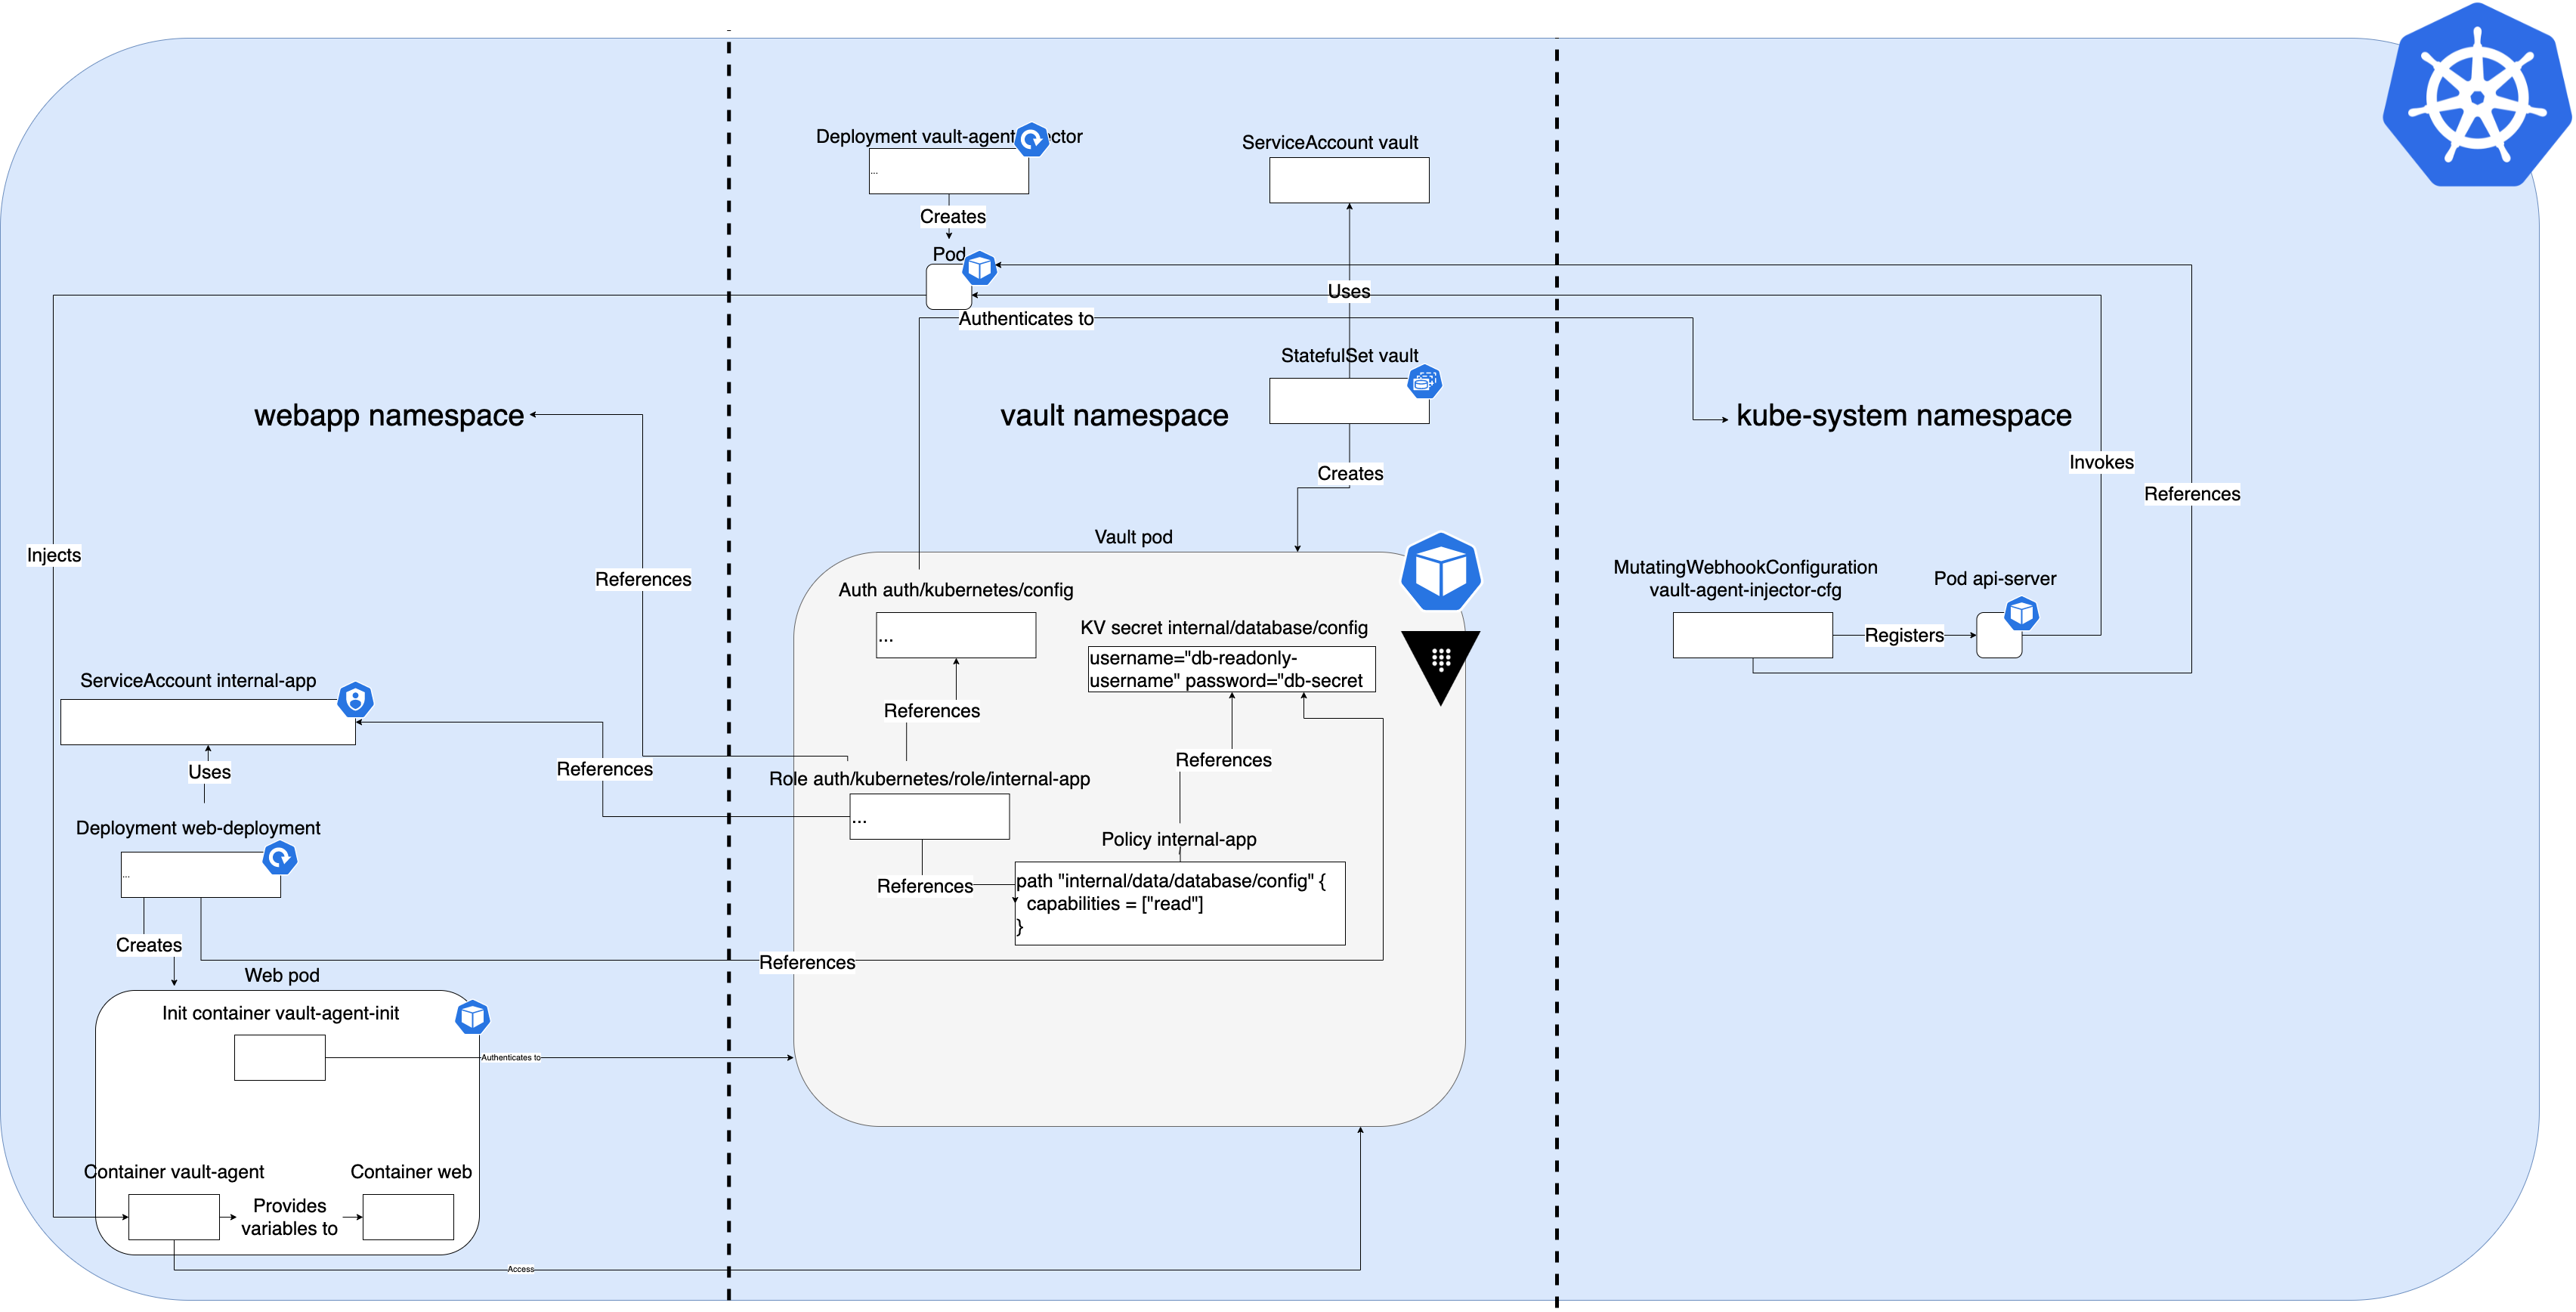 Deployment vault-agent ector
...
Creates
Pod
ServiceAccount vault
Uses
Authenticates to
StatefulSet vault
webapp namespace
vault namespace
kube-system namespace
Creates
Invokes
References
Injects
References
Vault pod
Auth auth/kubernetes/config
...
KV secret internal/database/config
username="db-readonly-
username" password="db-secret
MutatingWebhookConfiguration
vault-agent-injector-cfg
Pod api-server
Registers
ServiceAccount internal-app
Uses
References
References
References
Role auth/kubernetes/role/internal-app
...
Deployment web-deployment
...
Policy internal-app
path "internal/data/database/config" {
capabilities = ["read"]
}
References
Creates
References
Web pod
Init container vault-agent-init
Authenticates to
Container vault-agent
Container web
Provides
variables to
Access